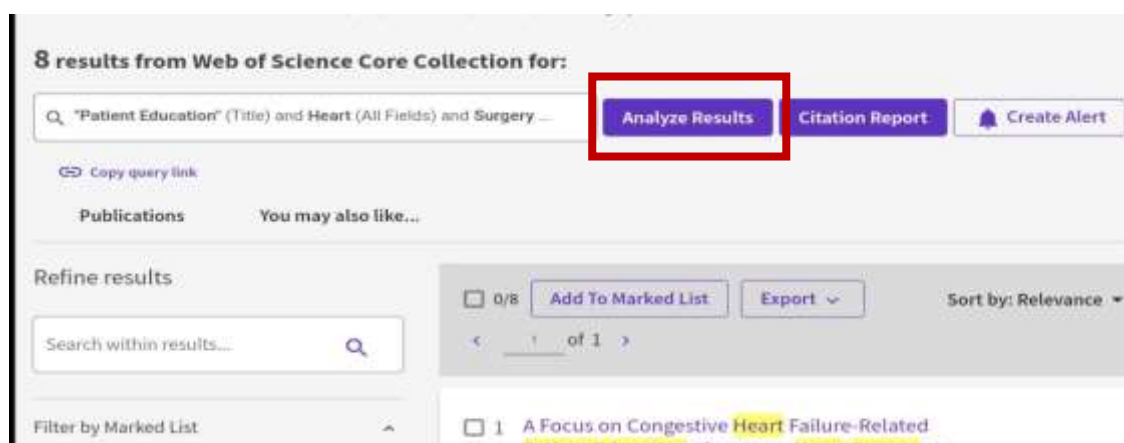 8 results from Web of Science Core Collection for:
"Patient Education" (Title) and Heart (All Fields) and Surgery ...
Analyze Results
Citation Report
Create Alert
Copy query link
Publications
You may also like...
Refine results
0/8
Add To Marked List
Export
Sort by: Relevance
1 of 1
Search within results...
Filter by Marked List
1 A Focus on Congestive Heart Failure-Related